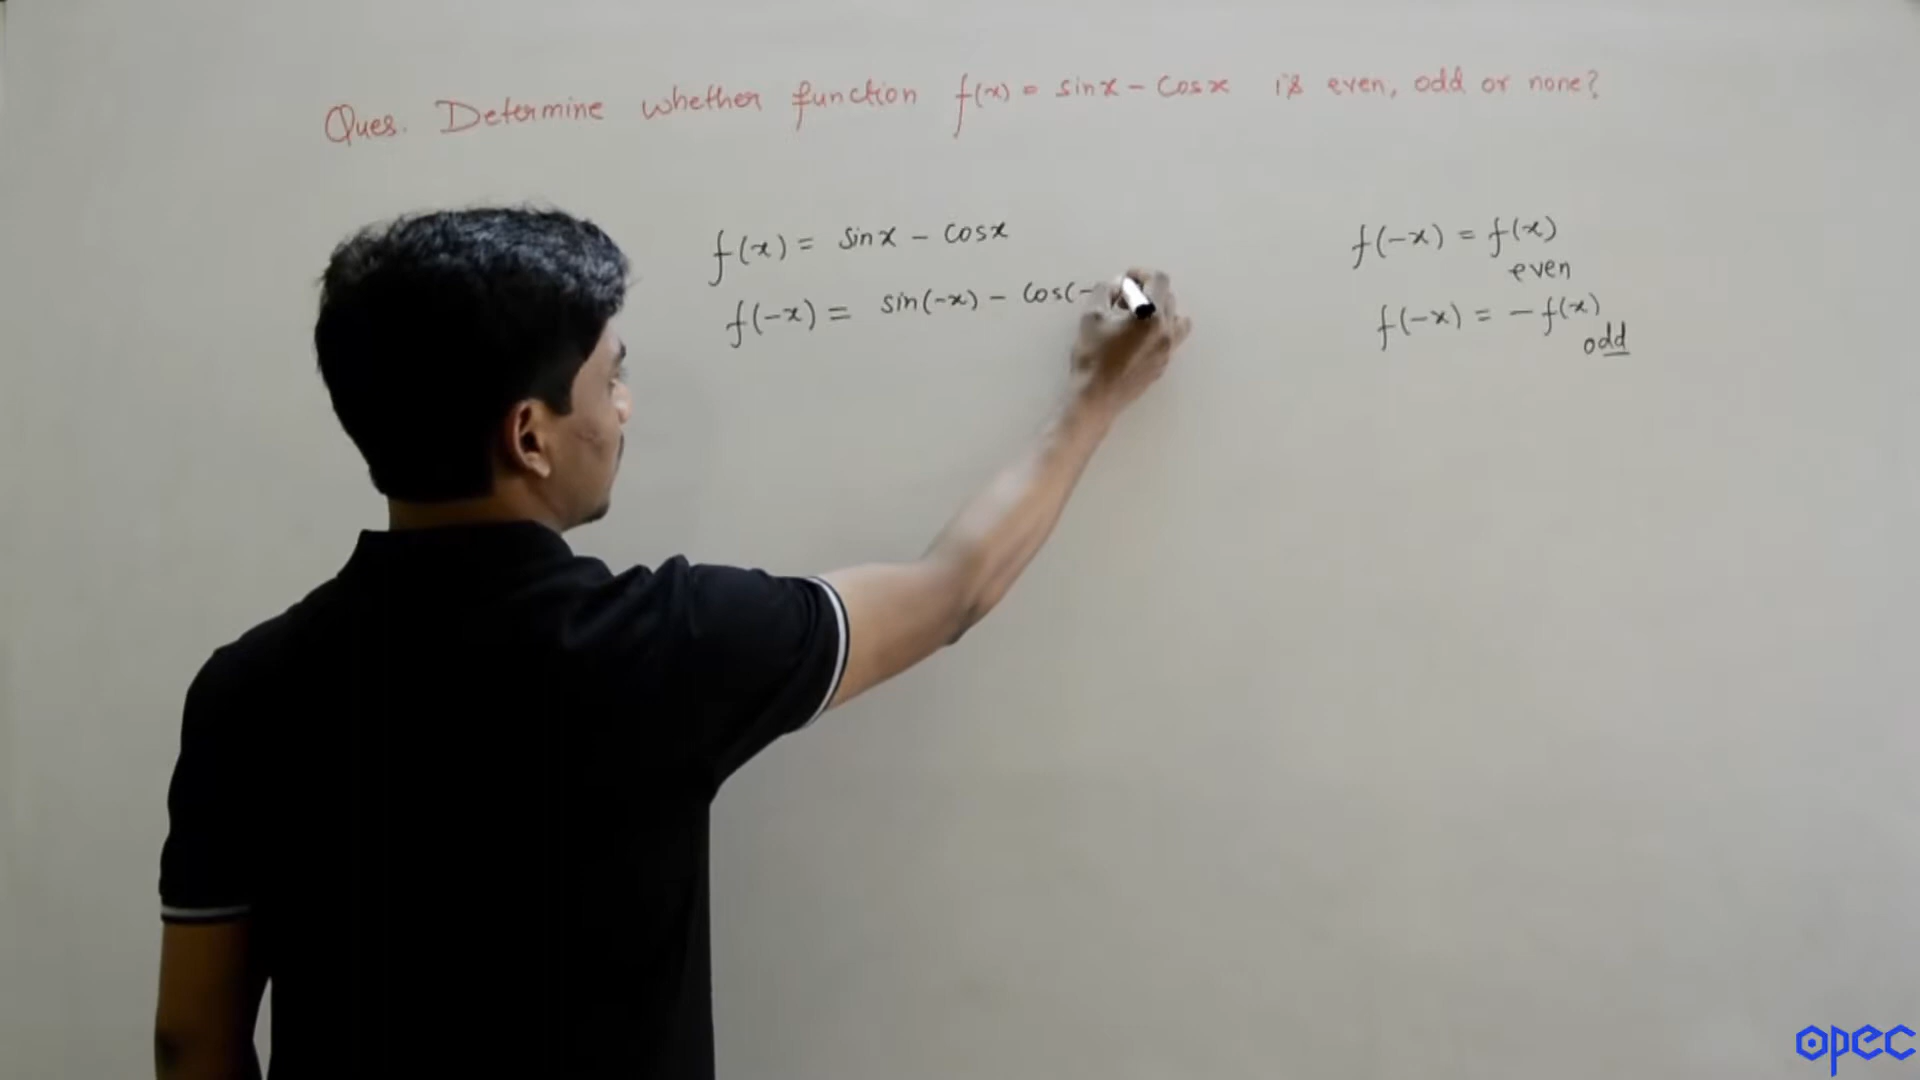 Ques. Determine whether function f(x) = sinx - cosx is even, odd or none?
f(x) = sinx - cosx
f(-x) = sin(-x) - cos(-
f(-x) = f(x)
even
f(-x) = - f(x)
odd
opec